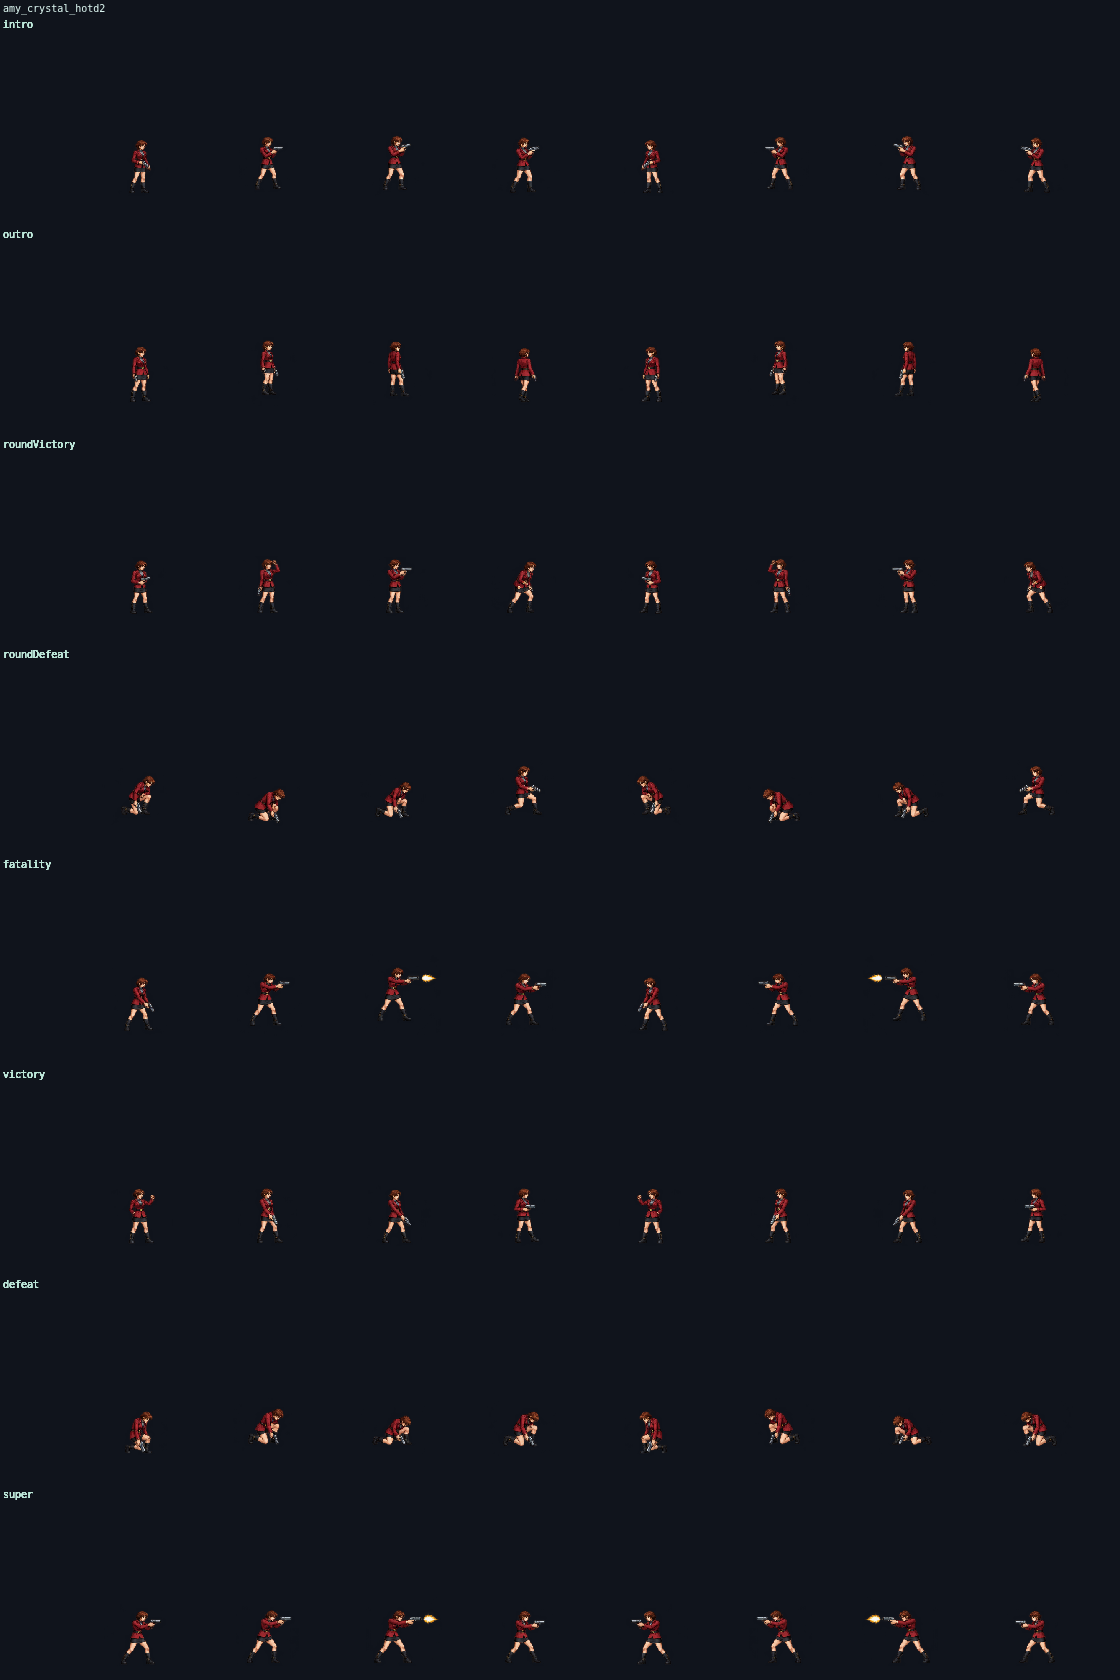 amy_crystal_hotd2
intro
outro
roundVictory
roundDefeat
fatality
victory
defeat
super